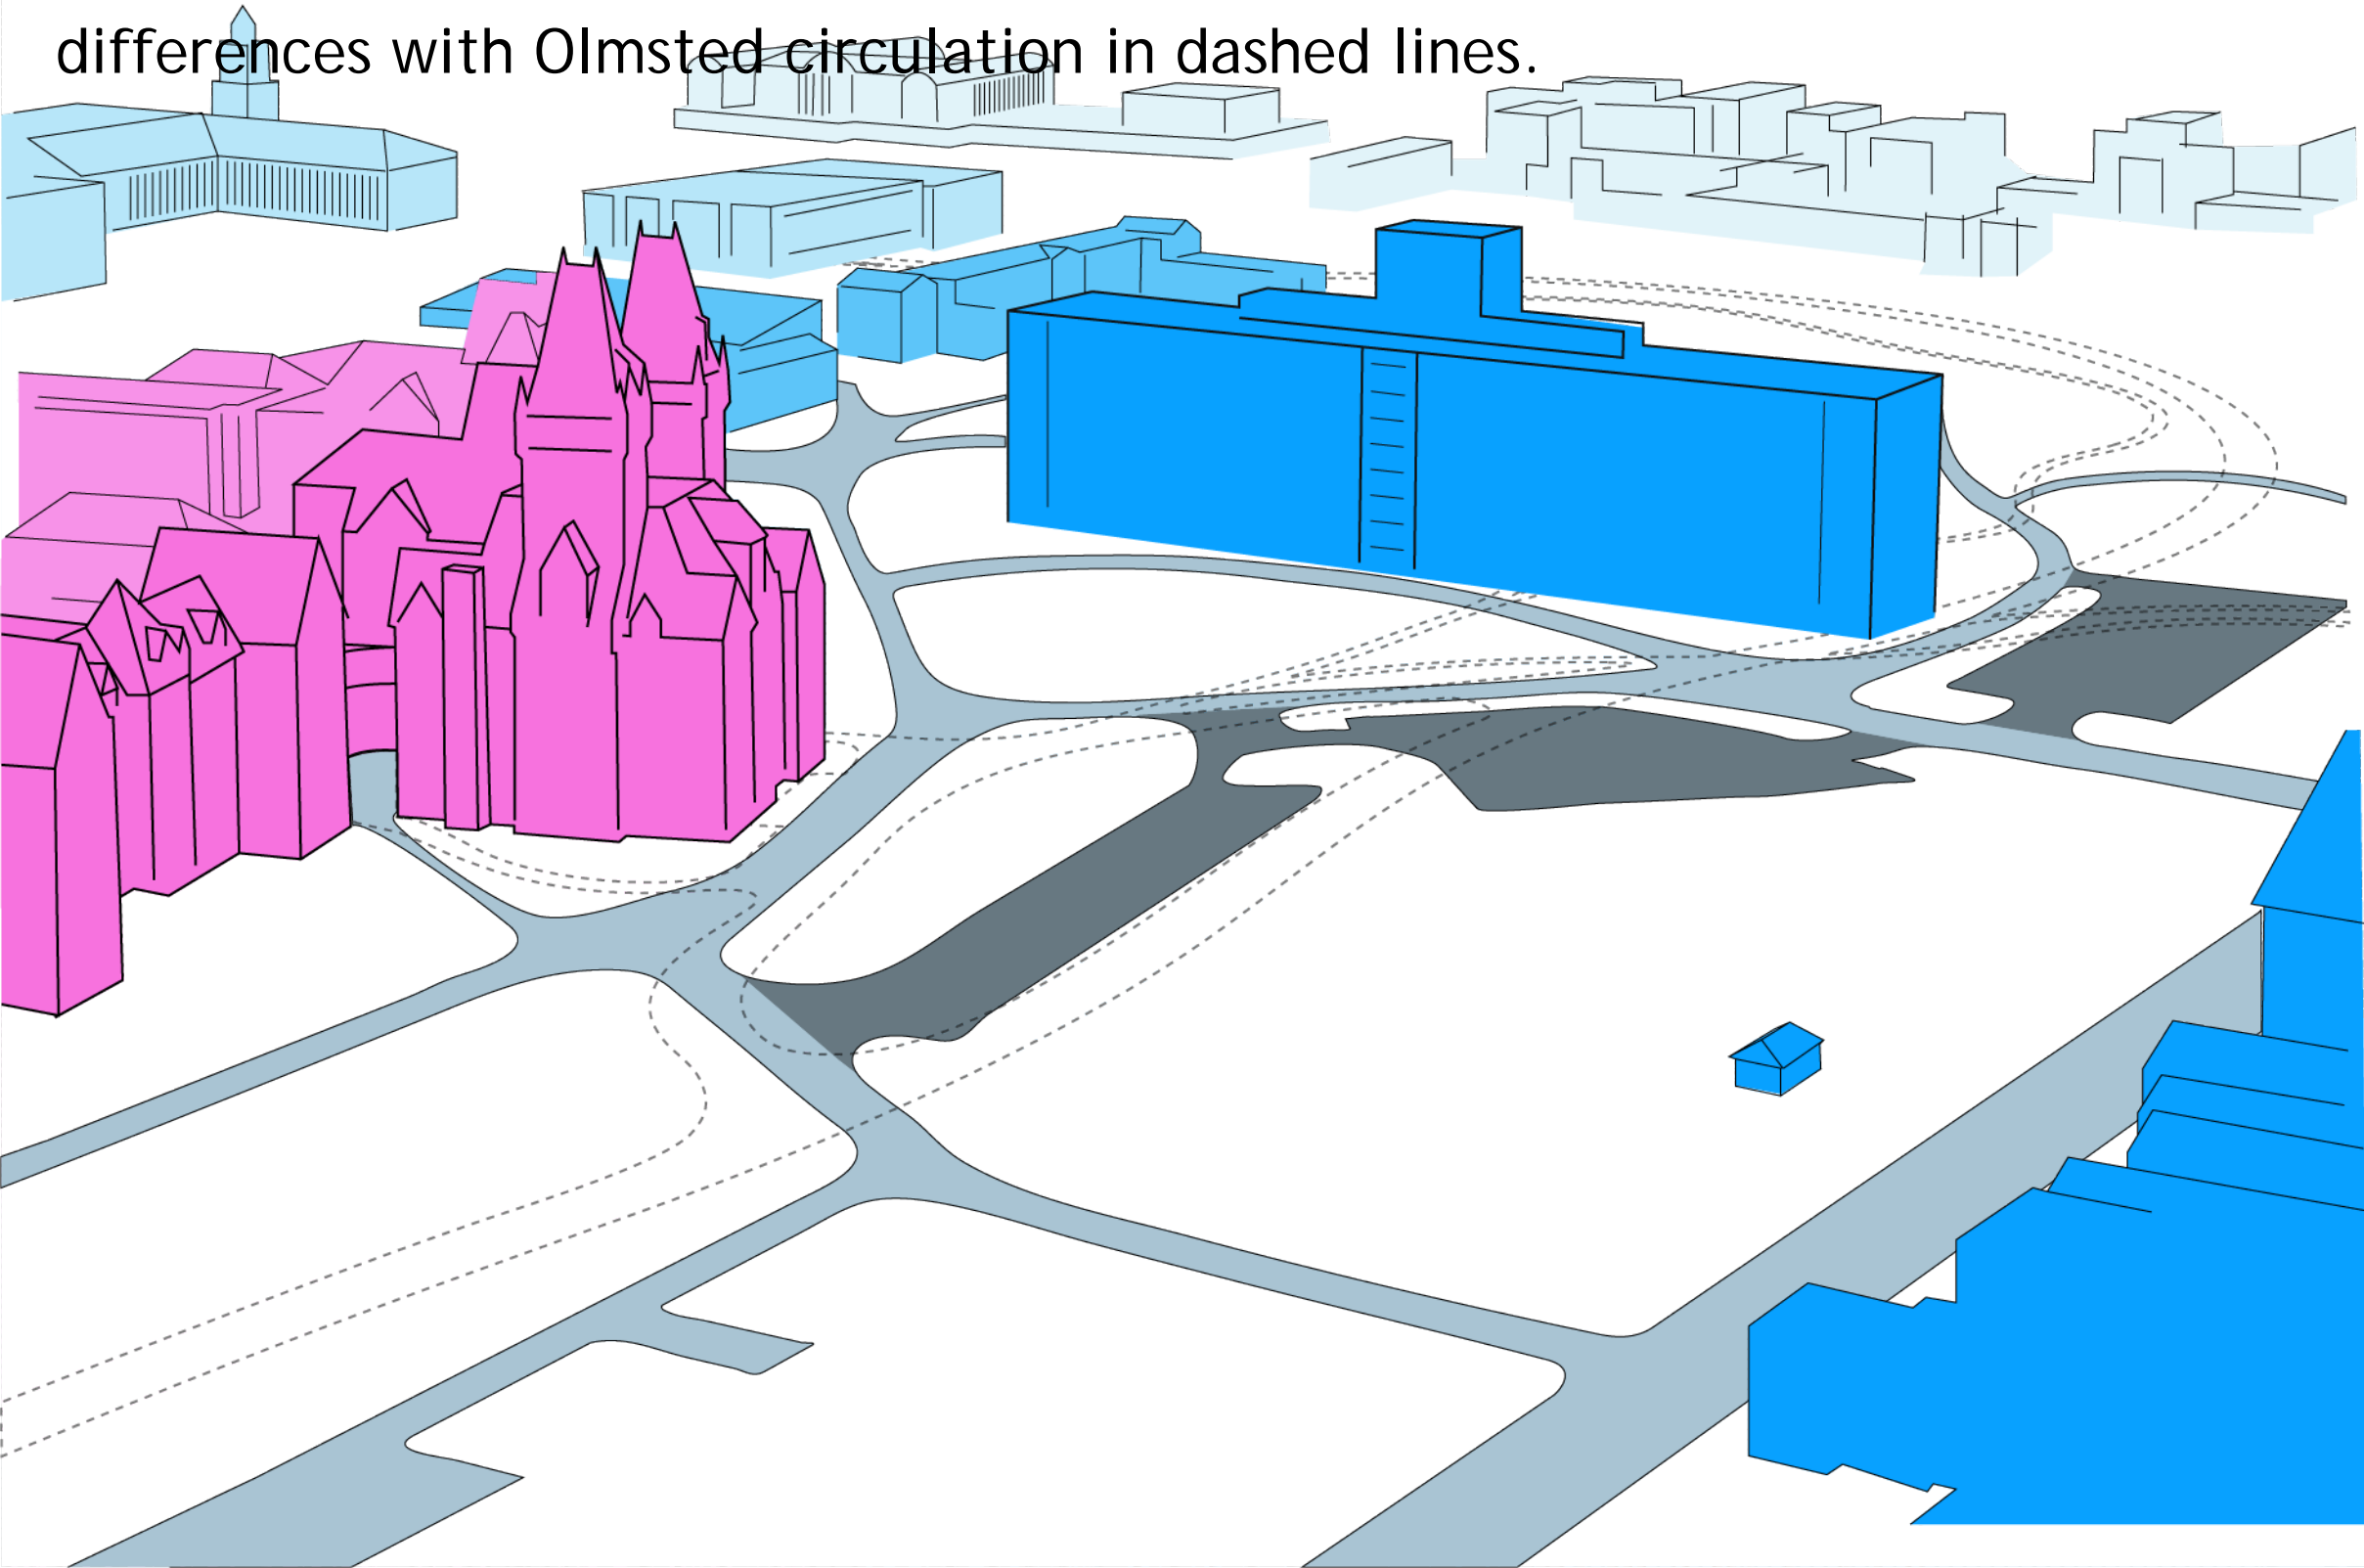 differences with Olmsted circulation in dashed lines.